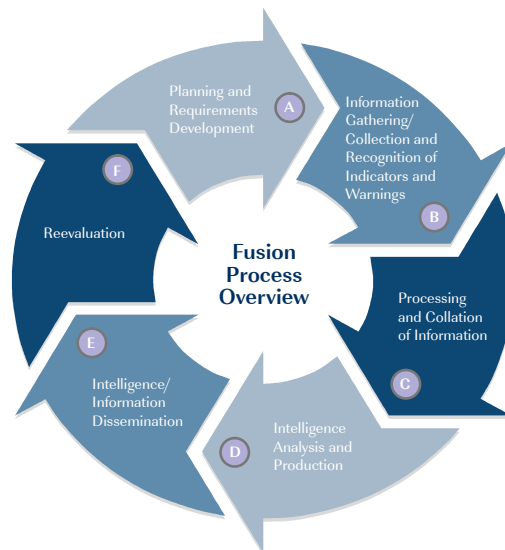 Planning and
Requirements
Development
A
Information
Gathering/
Collection and
Recognition of
Indicators and
Warnings
B
Processing
and Collation
of Information
C
Intelligence
Analysis and
Production
D
Intelligence/
Information
Dissemination
E
Reevaluation
F
Fusion
Process
Overview